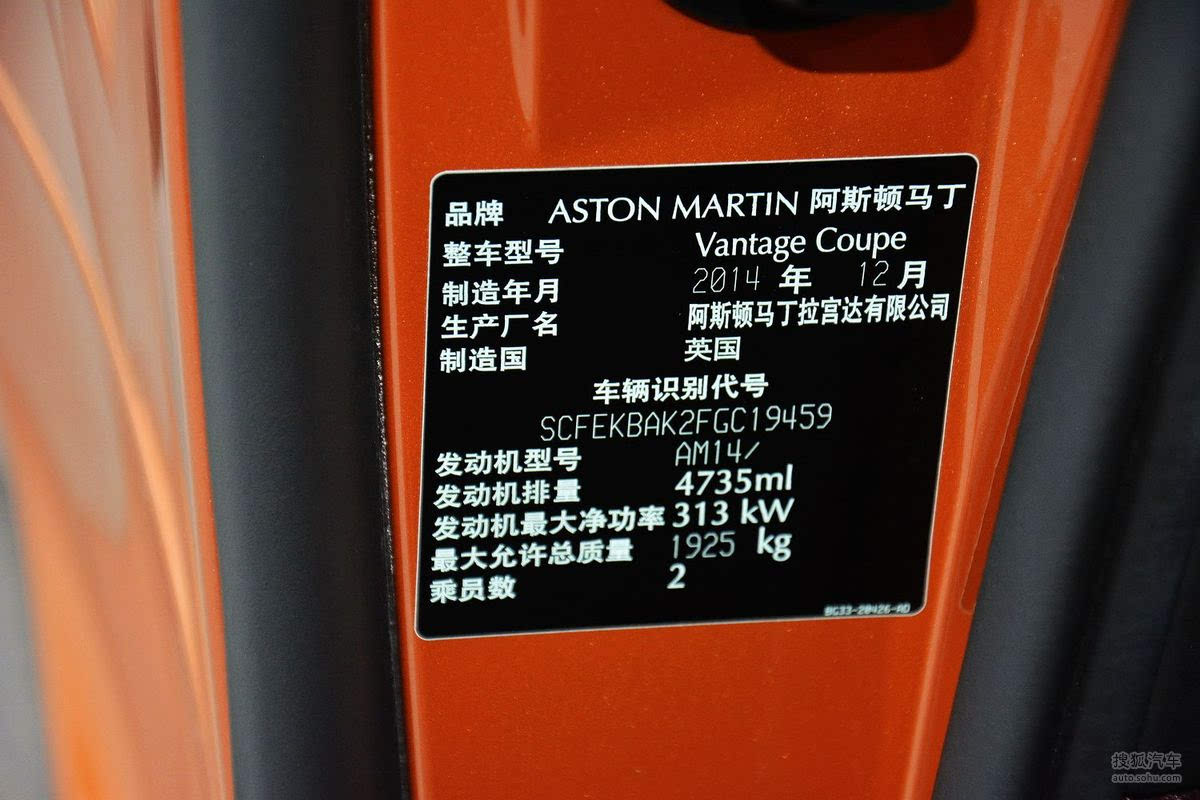 品牌 ASTON MARTIN 阿斯顿马丁
整车型号 Vantage Coupe
制造年月 2014 年 12 月
生产厂名 阿斯顿马丁拉宫达有限公司
制造国 英国
车辆识别代号
SCFEKBAK2FGC19459
发动机型号 AM14/
发动机排量 4735ml
发动机最大净功率 313 kW
最大允许总质量 1925 kg
乘员数 2
BG33-20426-AD
搜狐汽车
auto.sohu.com